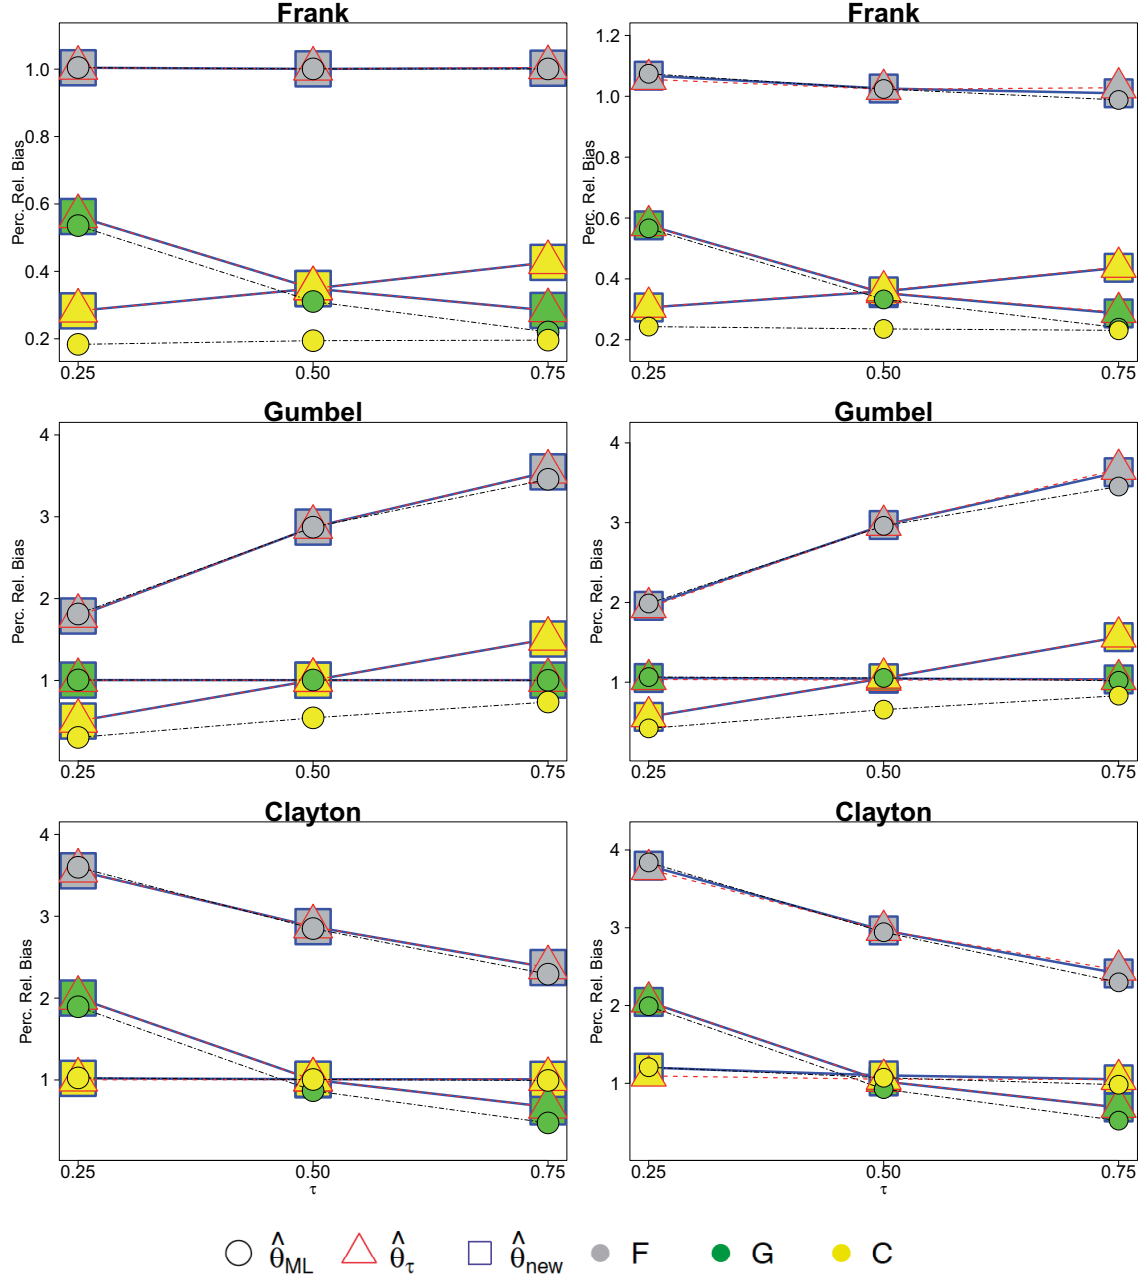 Frank
Perc. Rel. Bias
1.0
0.8
0.6
0.4
0.2
0.25 0.50 0.75
Frank
Perc. Rel. Bias
1.2
1.0
0.8
0.6
0.4
0.2
0.25 0.50 0.75
Gumbel
Perc. Rel. Bias
4
3
2
1
0.25 0.50 0.75
Gumbel
Perc. Rel. Bias
4
3
2
1
0.25 0.50 0.75
Clayton
Perc. Rel. Bias
4
3
2
1
0.25 0.50 0.75
τ
Clayton
Perc. Rel. Bias
4
3
2
1
0.25 0.50 0.75
τ
θ̂ML θ̂τ θ̂new F G C